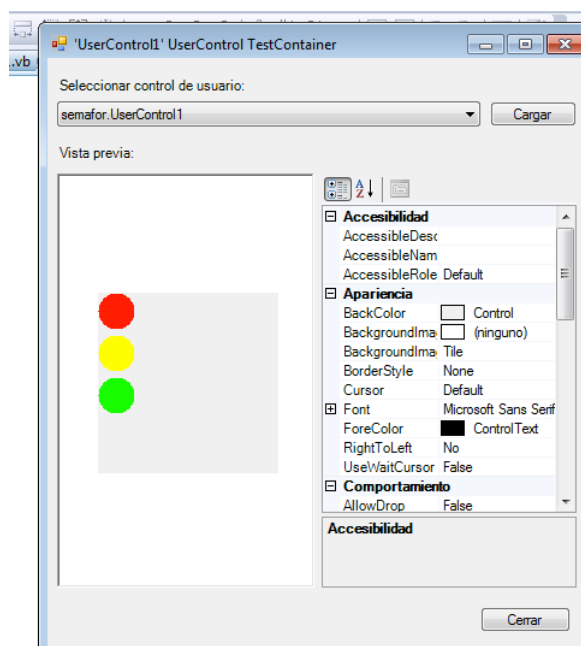 'UserControl1' UserControl TestContainer
.vb
Seleccionar control de usuario:
semafor.UserControl1
Cargar
Vista previa:
Accesibilidad
AccessibleDesc
AccessibleNam
AccessibleRole Default
Apariencia
BackColor Control
BackgroundIma (ninguno)
BackgroundIma Tile
BorderStyle None
Cursor Default
Font Microsoft Sans Serif
ForeColor ControlText
RightToLeft No
UseWaitCursor False
Comportamiento
AllowDrop False
Accesibilidad
Cerrar